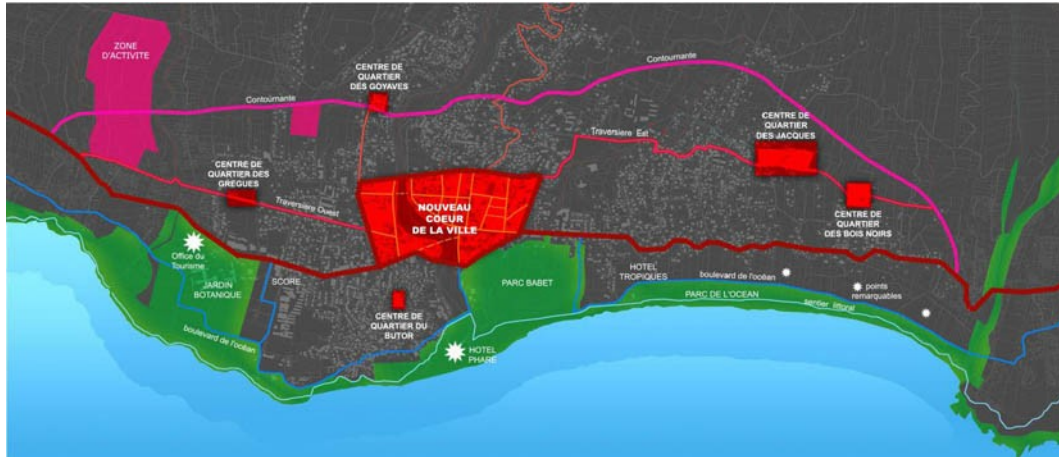 ZONE
D'ACTIVITE
Contournante
CENTRE DE
QUARTIER
DES GOYAVES
Contournante
Traversiere Est
CENTRE DE
QUARTIER
DES JACQUES
CENTRE DE
QUARTIER DES
GREGUES
Traversiere Ouest
NOUVEAU
COEUR
DE LA VILLE
CENTRE DE
QUARTIER
DES BOIS NOIRS
Office du
Tourisme
JARDIN
BOTANIQUE
SCORE
boulevard de l'océan
CENTRE DE
QUARTIER DU
BUTOR
PARC BABET
HOTEL
PHARE
HOTEL
TROPIQUES
boulevard de l'océan
PARC DE L'OCEAN
sentier littoral
points
remarquables